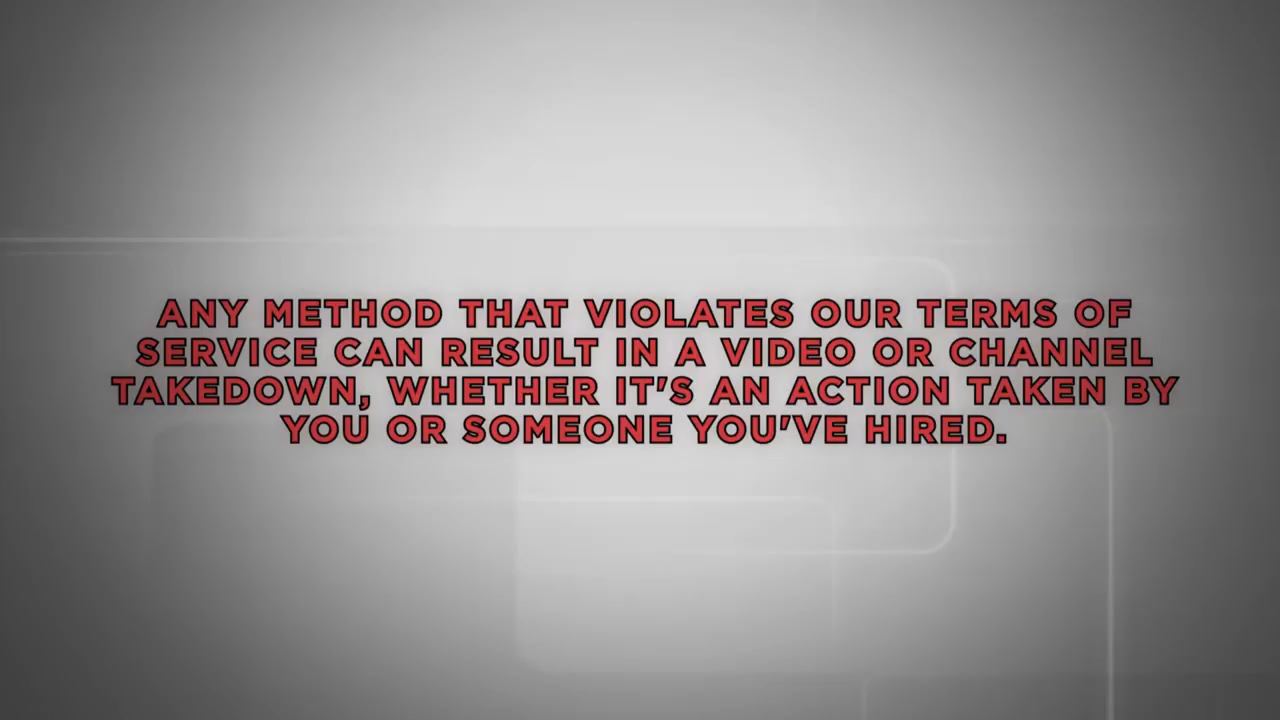 ANY METHOD THAT VIOLATES OUR TERMS OF
SERVICE CAN RESULT IN A VIDEO OR CHANNEL
TAKEDOWN, WHETHER IT'S AN ACTION TAKEN BY
YOU OR SOMEONE YOU'VE HIRED.